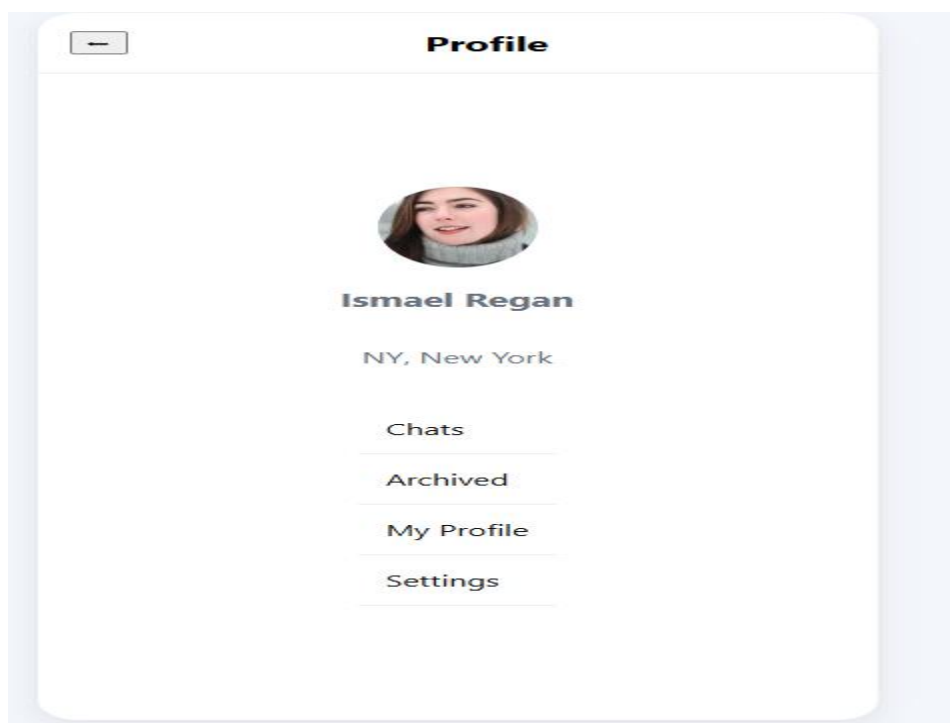 ←
Profile
Ismael Regan
NY, New York
Chats
Archived
My Profile
Settings